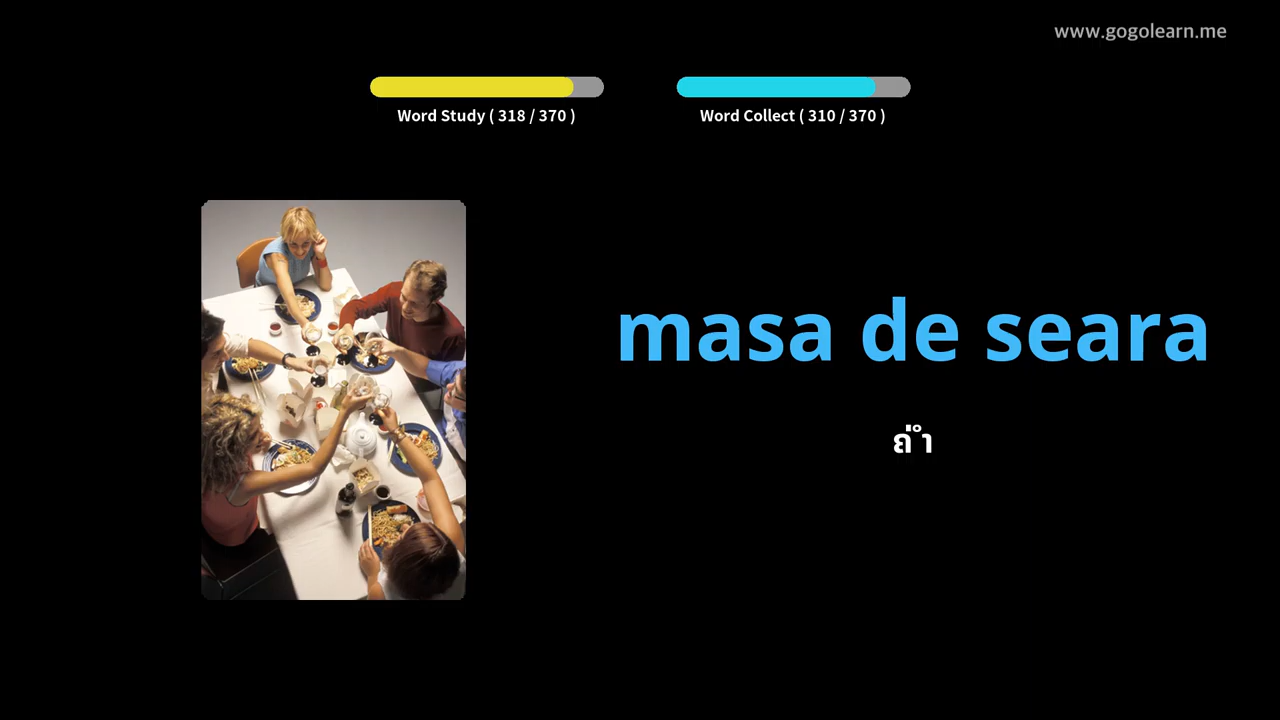 www.gogolearn.me
Word Study ( 318 / 370 )
Word Collect ( 310 / 370 )
masa de seara
ค่ำ